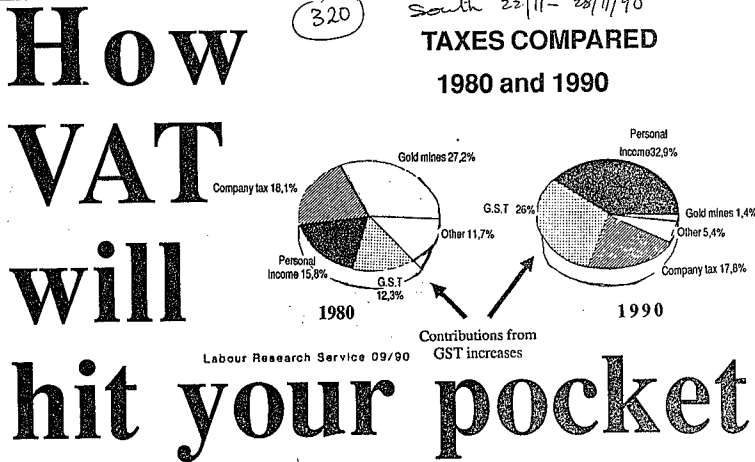 320
South 22/11 - 28/11/90
How
VAT
will
hit your pocket
TAXES COMPARED
1980 and 1990
Gold mines 27,2%
Company tax 18,1%
Other 11,7%
Personal
Income 15,8%
G.S.T
12,3%
1980
Personal
Income32,9%
G.S.T 26%
Gold mines 1,4%
Other 5,4%
Company tax 17,8%
1990
Contributions from
GST increases
Labour Research Service 09/90